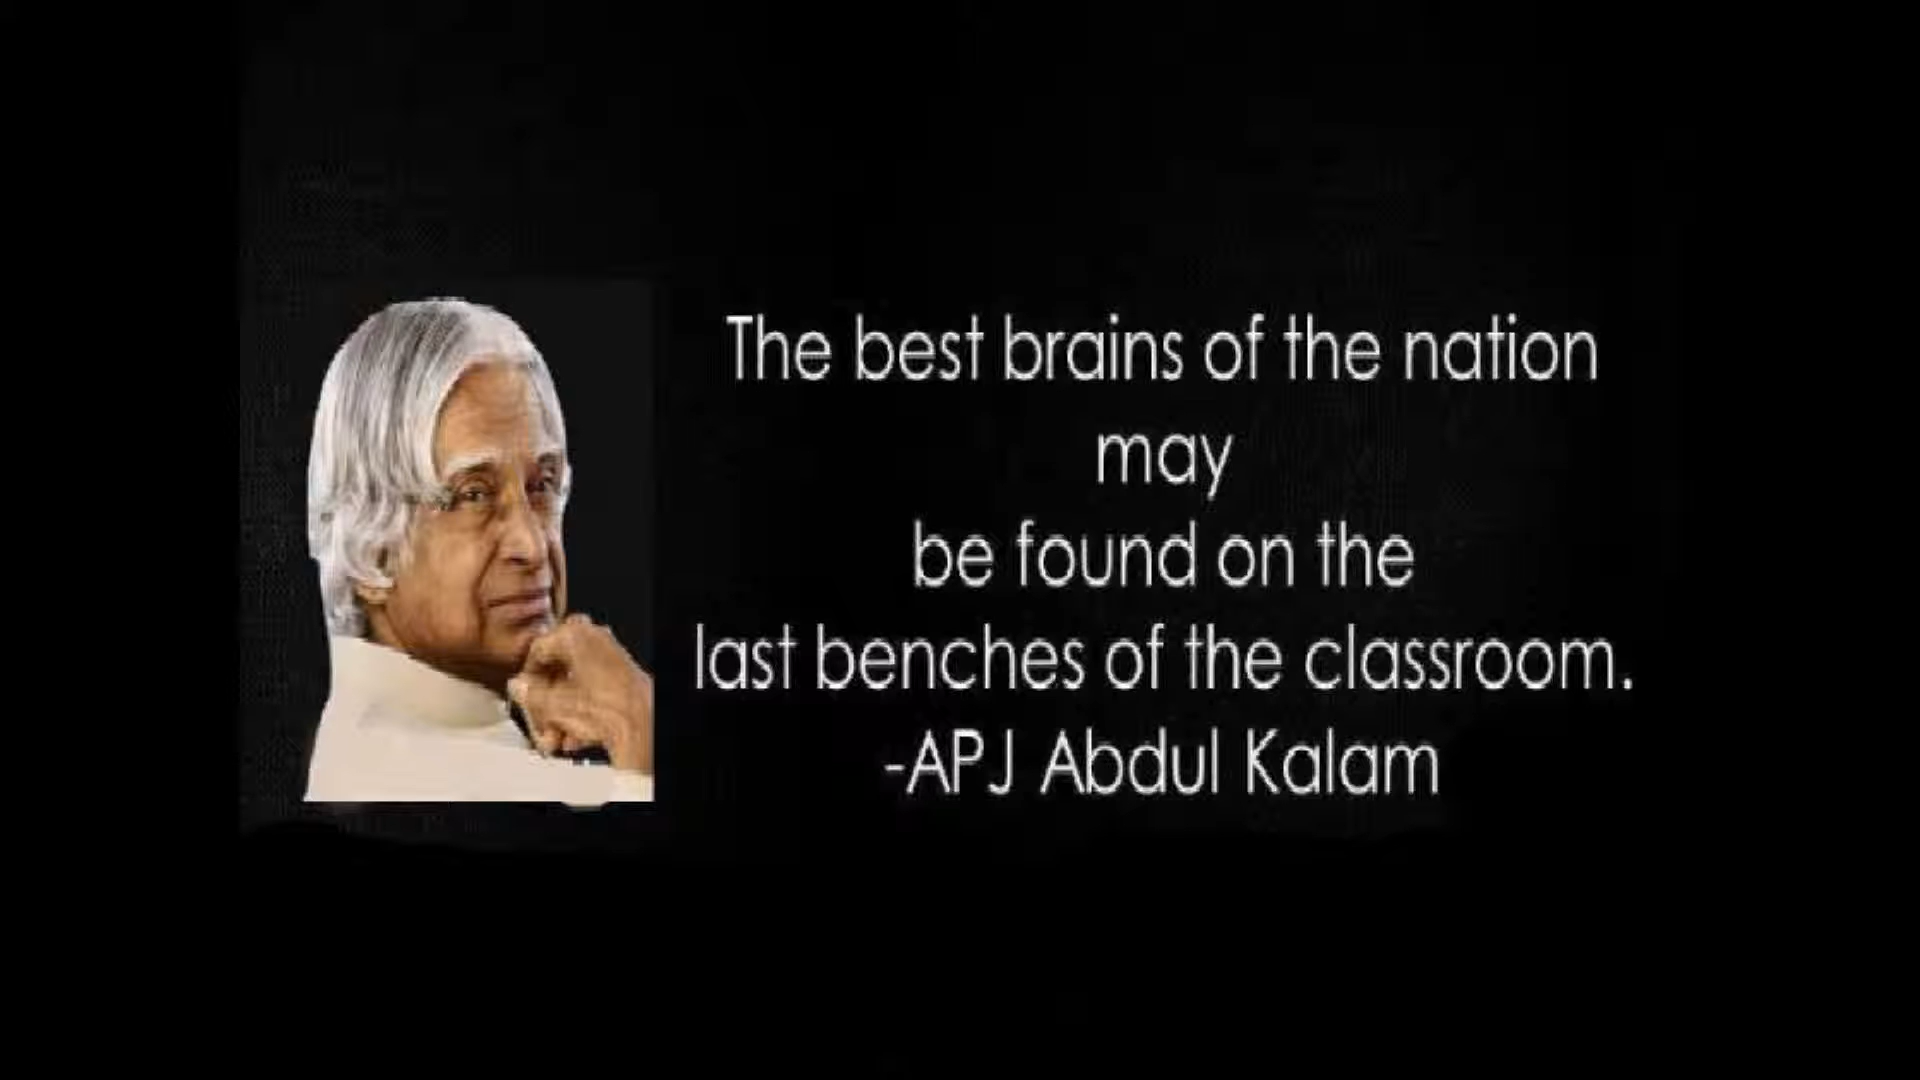 The best brains of the nation
may
be found on the
last benches of the classroom.
-APJ Abdul Kalam